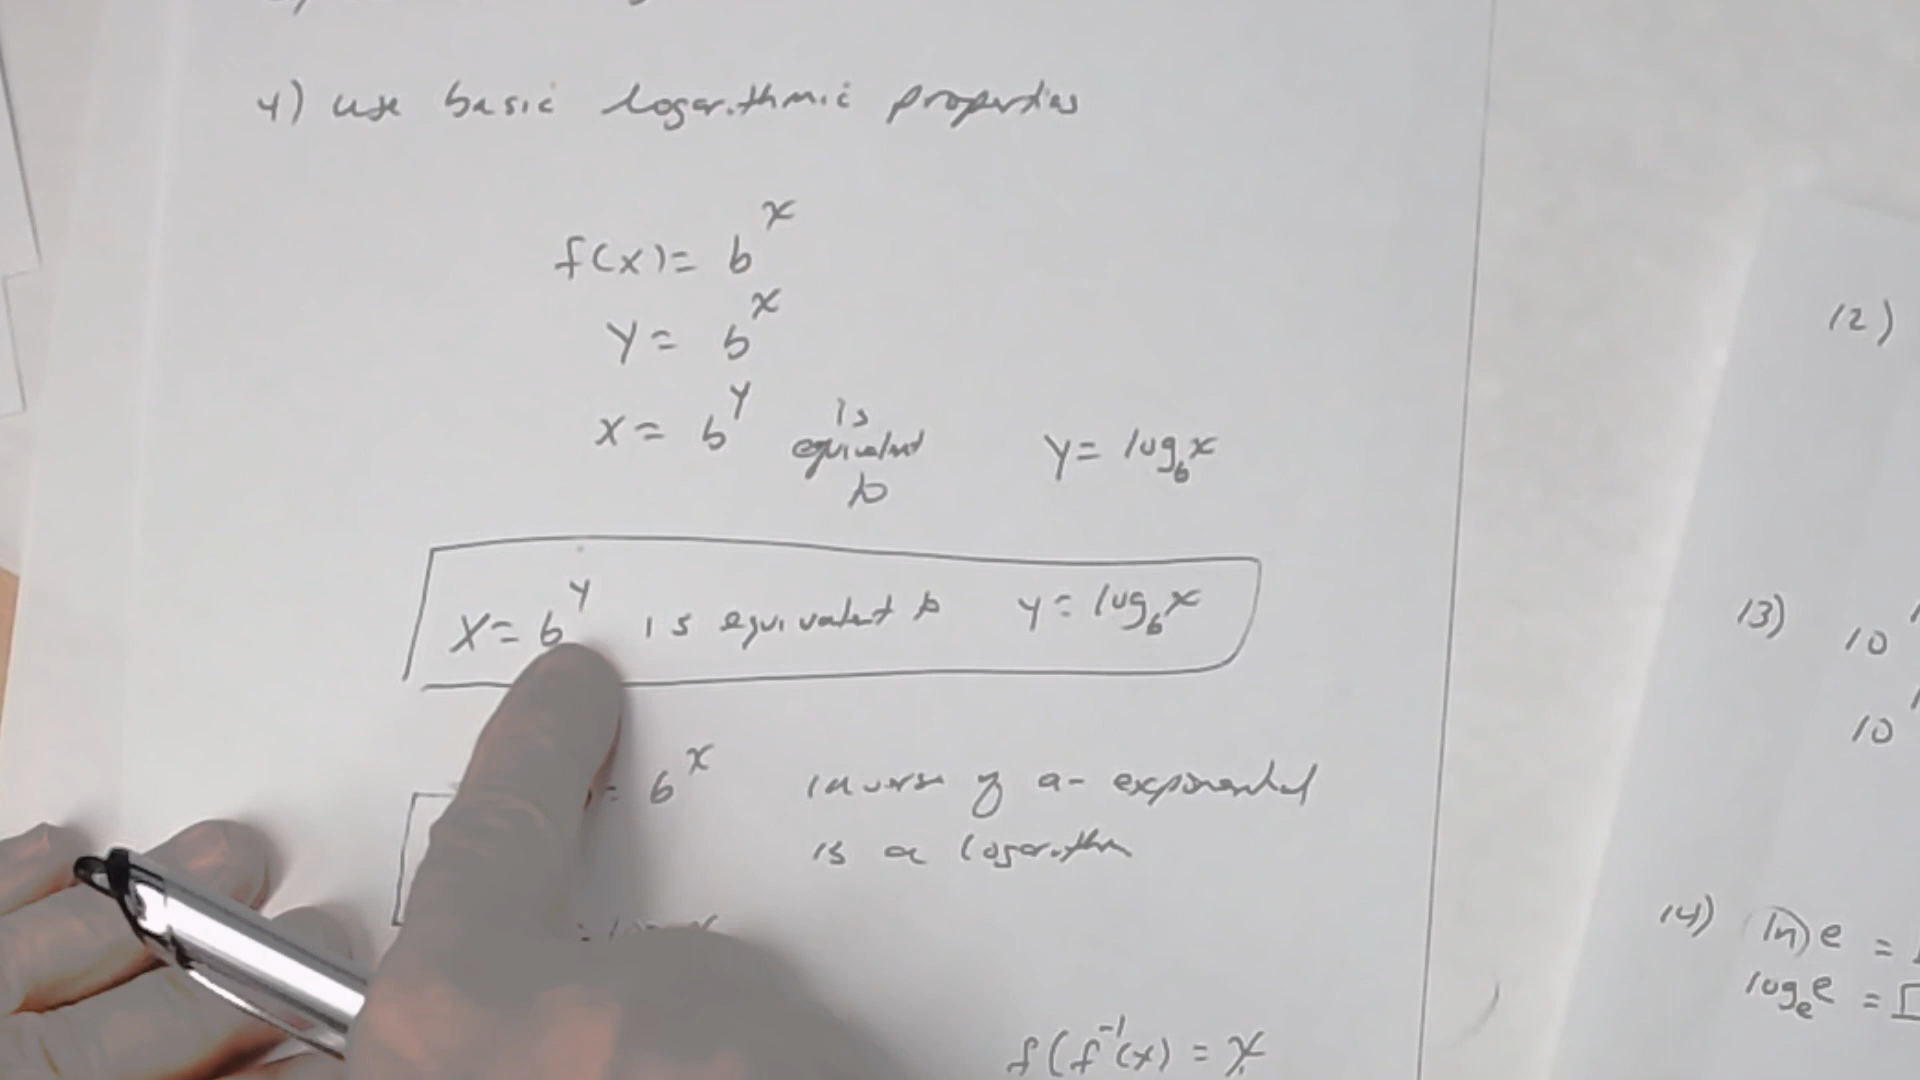 4) use basic logarithmic properties
f(x) = b^x
y = b^x
x = b^y is equivalent to y = log_b x
x = b^y is equivalent to y = log_b x
= b^x inverse of an exponential
is a logarithm
f(f^-1(x) = x
12)
13) 10
10
14) ln e =
log_e e =